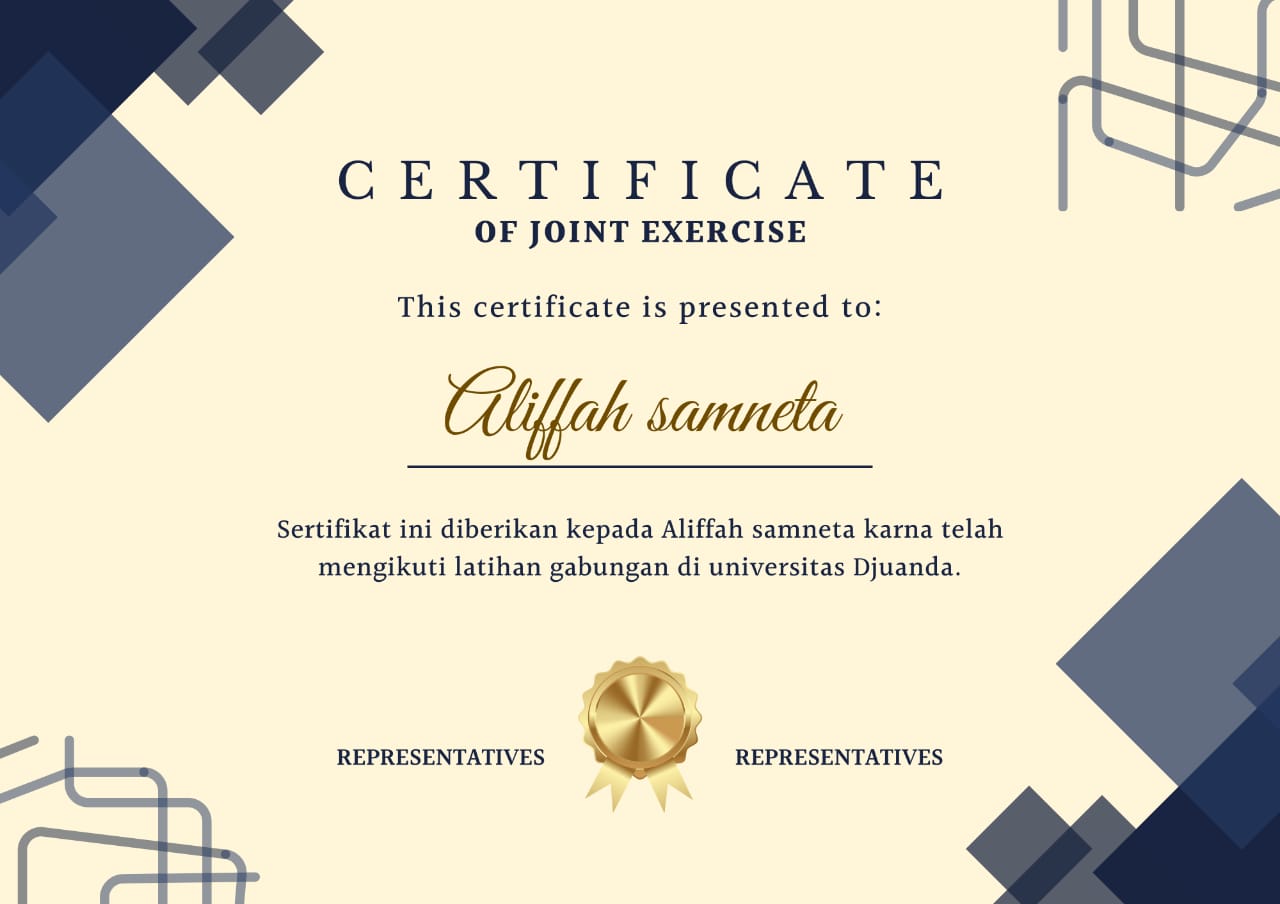 CERTIFICATE
OF JOINT EXERCISE
This certificate is presented to:
Aliffah samneta
Sertifikat ini diberikan kepada Aliffah samneta karna telah
mengikuti latihan gabungan di universitas Djuanda.
REPRESENTATIVES REPRESENTATIVES